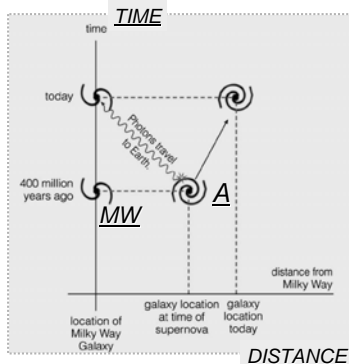 TIME
time
today
Photons travel
to Earth.
400 million
years ago
MW
A
distance from
Milky Way
location of
Milky Way
Galaxy
galaxy location
at time of
supernova
galaxy
location
today
DISTANCE